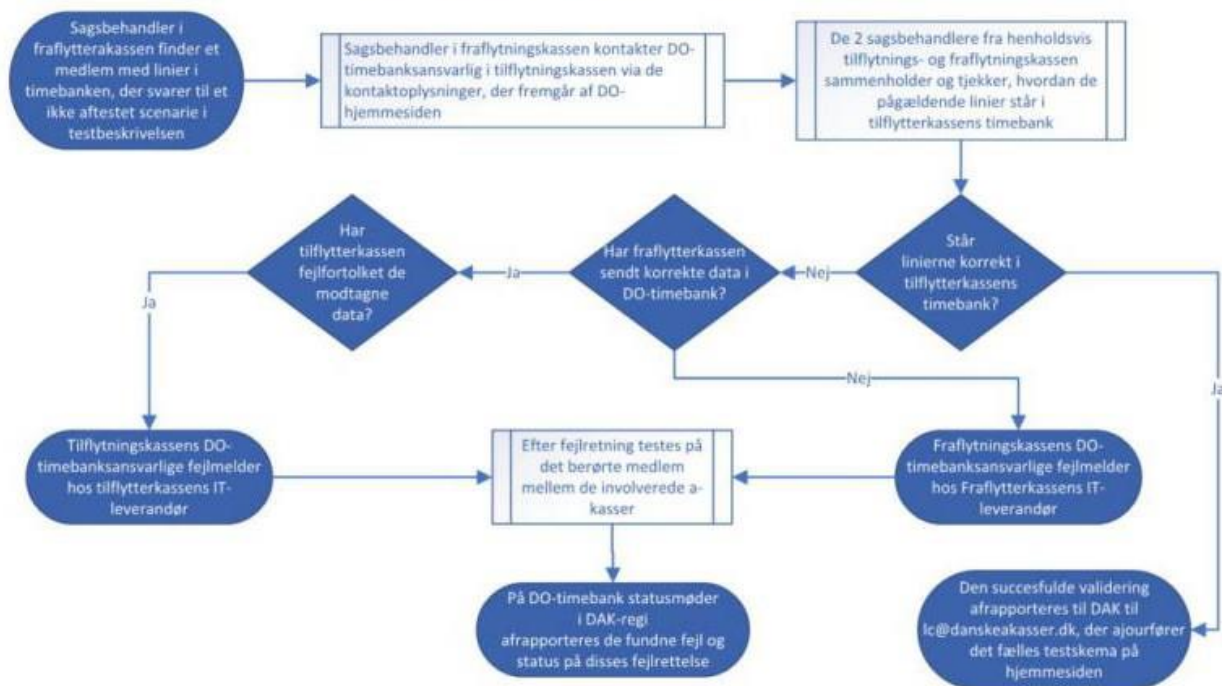 Sagsbehandler i
fraflytterakassen finder et
medlem med linier i
timebanken, der svarer til et
ikke aftestet scenarie i
testbeskrivelsen
Sagsbehandler i fraflytningskassen kontakter DO-
timebanksansvarlig i tilflytningskassen via de
kontaktoplysninger, der fremgår af DO-
hjemmesiden
De 2 sagsbehandlere fra henholdsvis
tilflytnings- og fraflytningskassen
sammenholder og tjekker, hvordan de
pågældende linier står i
tilflytterkassens timebank
Har
tilflytterkassen
fejlfortolket de
modtagne
data?
Ja
Har fraflytterkassen
sendt korrekte data i
DO-timebank?
Nej
Står
linierne korrekt i
tilflytterkassens
timebank?
Ja
Nej
Ja
Tilflytningskassens DO-
timebanksansvarlige fejlmelder
hos tilflytterkassens IT-
leverandør
Efter fejlretning testes på
det berørte medlem
mellem de involverede a-
kasser
Fraflytningskassens DO-
timebanksansvarlige fejlmelder
hos Fraflytterkassens IT-
leverandør
På DO-timebank statusmøder
i DAK-regi
afrapporteres de fundne fejl og
status på disses fejlrettelse
Den succesfulde validering
afrapporteres til DAK til
lc@danskeakasser.dk, der ajourfører
det fælles testskema på
hjemmesiden